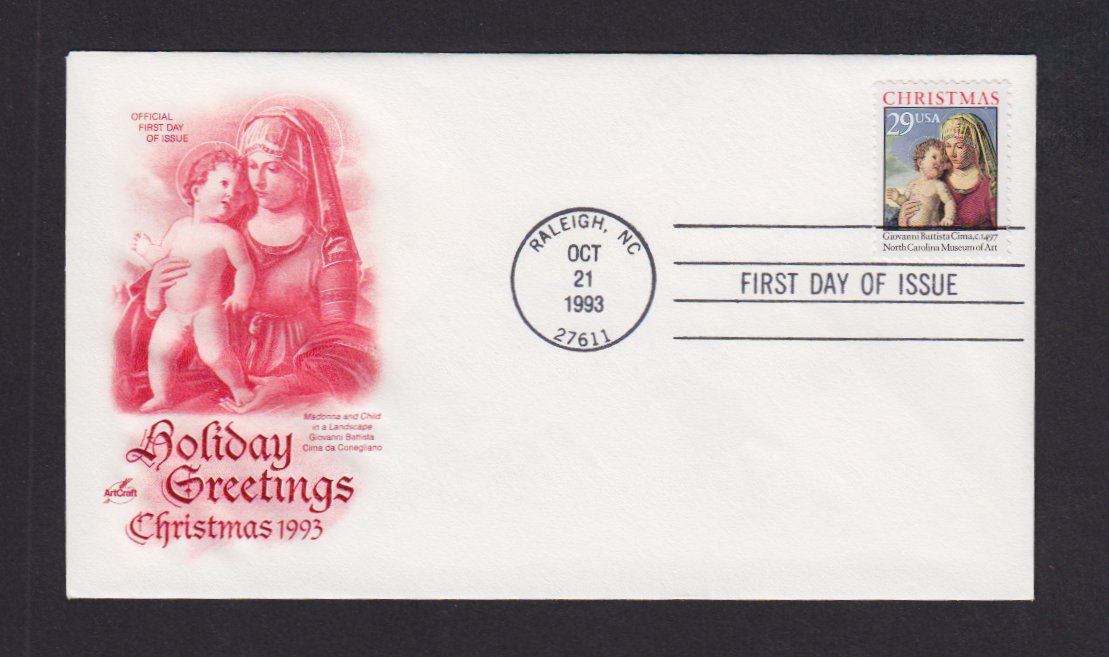 OFFICIAL
FIRST DAY
OF ISSUE
Madonna and Child
in a Landscape
Giovanni Battista
Cima da Conegliano
Holiday
Greetings
ArtCraft
Christmas 1993
RALEIGH, NC
OCT
21
1993
27611
CHRISTMAS
29 USA
Giovanni Battista Cima, c.1497
North Carolina Museum of Art
FIRST DAY OF ISSUE